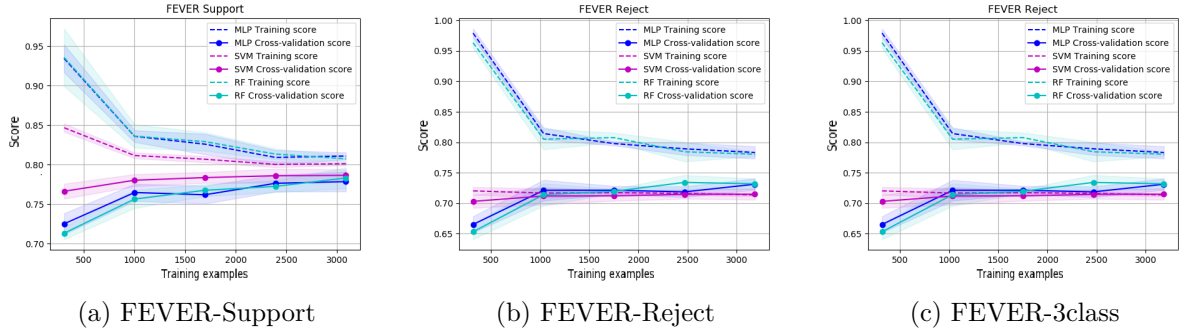 FEVER Support
0.95
0.90
0.85
0.80
0.75
0.70
Score
MLP Training score
MLP Cross-validation score
SVM Training score
SVM Cross-validation score
RF Training score
RF Cross-validation score
500 1000 1500 2000 2500 3000
Training examples
(a) FEVER-Support
FEVER Reject
1.00
0.95
0.90
0.85
0.80
0.75
0.70
0.65
Score
MLP Training score
MLP Cross-validation score
SVM Training score
SVM Cross-validation score
RF Training score
RF Cross-validation score
500 1000 1500 2000 2500 3000
Training examples
(b) FEVER-Reject
FEVER Reject
1.00
0.95
0.90
0.85
0.80
0.75
0.70
0.65
Score
MLP Training score
MLP Cross-validation score
SVM Training score
SVM Cross-validation score
RF Training score
RF Cross-validation score
500 1000 1500 2000 2500 3000
Training examples
(c) FEVER-3class